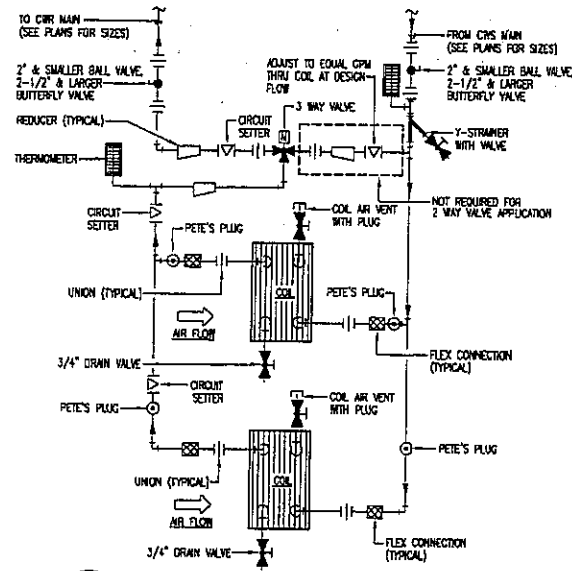 TO CWR MAIN
(SEE PLANS FOR SIZES)
FROM CWS MAIN
(SEE PLANS FOR SIZES)
2" & SMALLER BALL VALVE,
2-1/2" & LARGER
BUTTERFLY VALVE
ADJUST TO EQUAL GPM
THRU COIL AT DESIGN
FLOW
2" & SMALLER BALL VALVE,
2-1/2" & LARGER
BUTTERFLY VALVE
REDUCER (TYPICAL)
CIRCUIT
SETTER
3 WAY VALVE
M
Y-STRAINER
WITH VALVE
THERMOMETER
NOT REQUIRED FOR
2 WAY VALVE APPLICATION
CIRCUIT
SETTER
PETE'S PLUG
COIL AIR VENT
WITH PLUG
UNION (TYPICAL)
COIL
PETE'S PLUG
AIR FLOW
3/4" DRAIN VALVE
FLEX CONNECTION
(TYPICAL)
CIRCUIT
SETTER
COIL AIR VENT
WITH PLUG
PETE'S PLUG
PETE'S PLUG
UNION (TYPICAL)
COIL
AIR FLOW
3/4" DRAIN VALVE
FLEX CONNECTION
(TYPICAL)